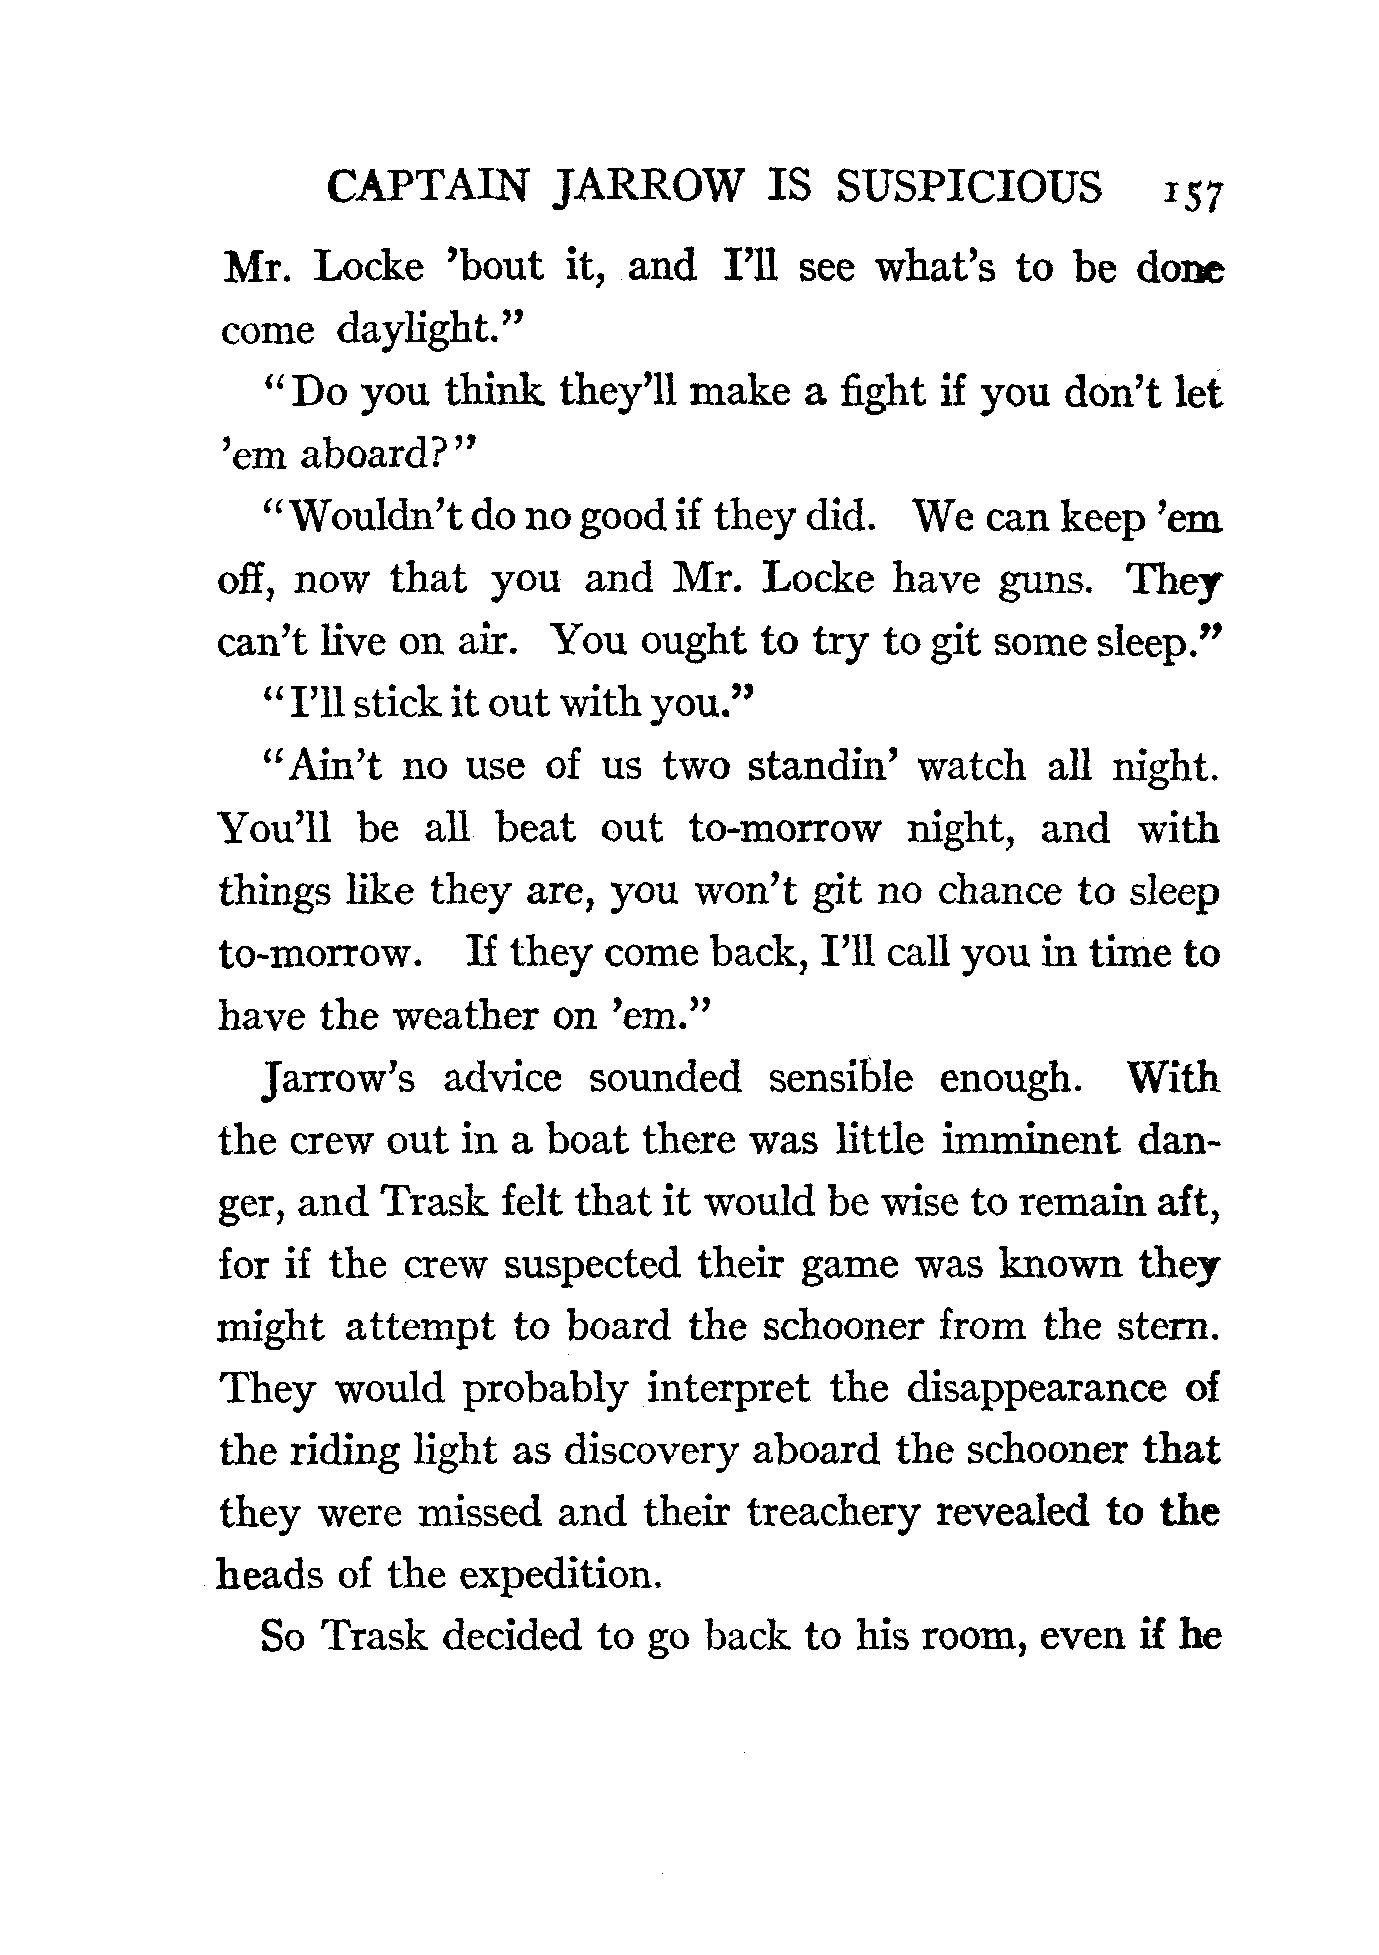 CAPTAIN JARROW IS SUSPICIOUS 157
Mr. Locke 'bout it, and I'll see what's to be done
come daylight."
"Do you think they'll make a fight if you don't let
'em aboard?"
"Wouldn't do no good if they did. We can keep 'em
off, now that you and Mr. Locke have guns. They
can't live on air. You ought to try to git some sleep."
"I'll stick it out with you."
"Ain't no use of us two standin' watch all night.
You'll be all beat out to-morrow night, and with
things like they are, you won't git no chance to sleep
to-morrow. If they come back, I'll call you in time to
have the weather on 'em."
Jarrow's advice sounded sensible enough. With
the crew out in a boat there was little imminent dan-
ger, and Trask felt that it would be wise to remain aft,
for if the crew suspected their game was known they
might attempt to board the schooner from the stern.
They would probably interpret the disappearance of
the riding light as discovery aboard the schooner that
they were missed and their treachery revealed to the
heads of the expedition.
So Trask decided to go back to his room, even if he